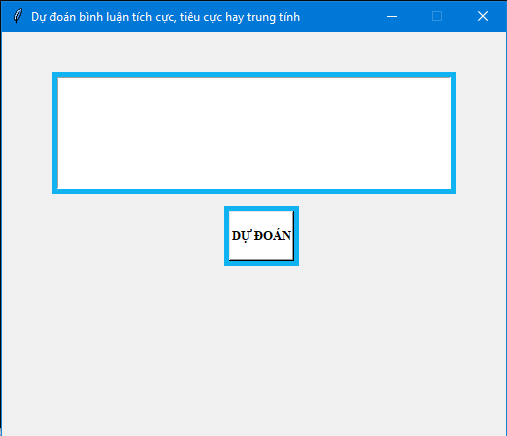 Dự đoán bình luận tích cực, tiêu cực hay trung tính
DỰ ĐOÁN